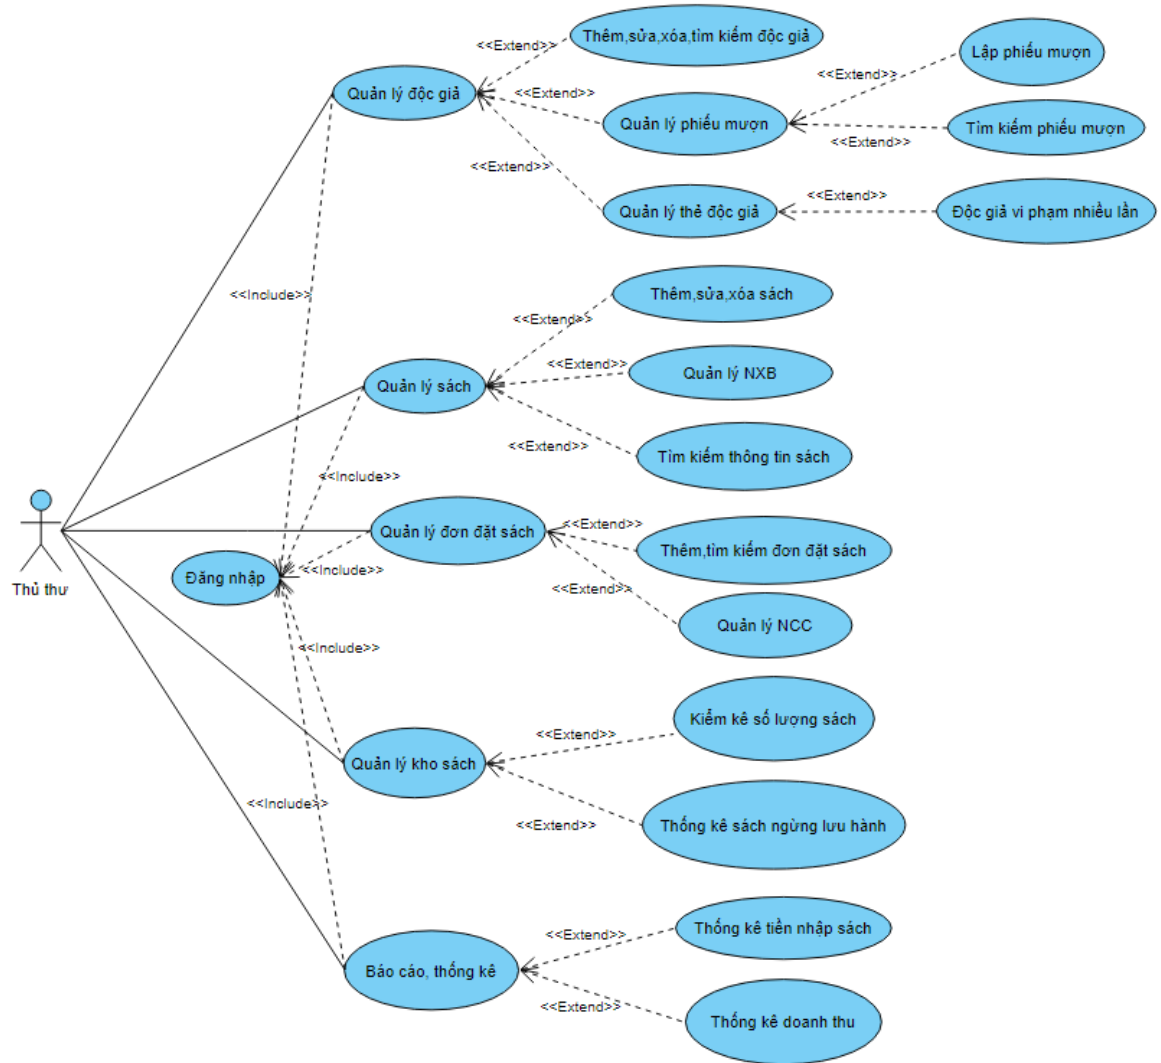 Thêm,sửa,xóa,tìm kiếm độc giả
<<Extend>>
Lập phiếu mượn
<<Extend>>
Quản lý độc giả
<<Extend>>
Quản lý phiếu mượn
Tìm kiếm phiếu mượn
<<Extend>>
<<Extend>>
<<Extend>>
Quản lý thẻ độc giả
Độc giả vi phạm nhiều lần
<<Include>>
Thêm,sửa,xóa sách
<<Extend>>
<<Extend>>
Quản lý NXB
Quản lý sách
<<Extend>>
Tìm kiếm thông tin sách
<<Include>>
<<Extend>>
Quản lý đơn đặt sách
Thêm,tìm kiếm đơn đặt sách
<<Include>>
Đăng nhập
Thủ thư
<<Extend>>
Quản lý NCC
<<Include>>
Kiểm kê số lượng sách
<<Extend>>
Quản lý kho sách
<<Include>>
<<Extend>>
Thống kê sách ngừng lưu hành
Thống kê tiền nhập sách
<<Extend>>
Báo cáo, thống kê
<<Extend>>
Thống kê doanh thu